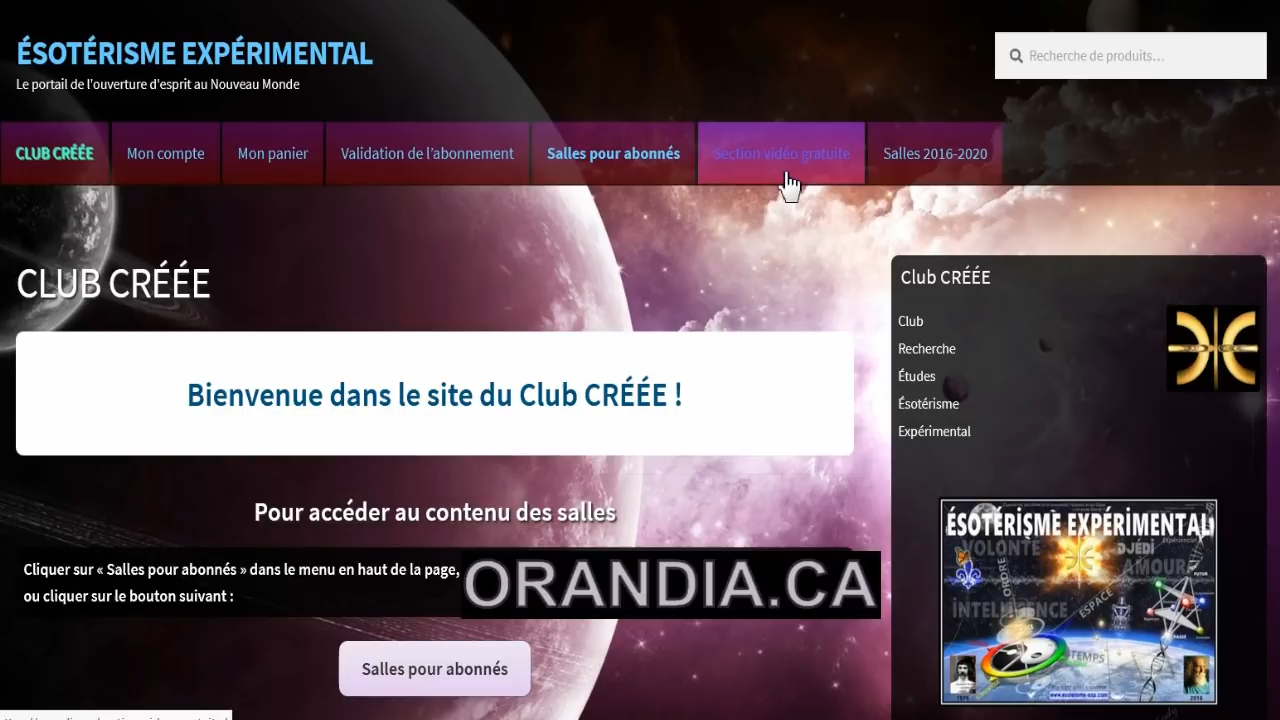 ÉSOTÉRISME EXPÉRIMENTAL
Le portail de l'ouverture d'esprit au Nouveau Monde
Recherche de produits…
CLUB CRÉÉE
Mon compte
Mon panier
Validation de l'abonnement
Salles pour abonnés
Section vidéo gratuite
Salles 2016-2020
CLUB CRÉÉE
Bienvenue dans le site du Club CRÉÉE !
Pour accéder au contenu des salles
Cliquer sur « Salles pour abonnés » dans le menu en haut de la page,
ou cliquer sur le bouton suivant :
ORANDIA.CA
Salles pour abonnés
Club CRÉÉE
Club
Recherche
Études
Ésotérisme
Expérimental
ÉSOTÉRISME EXPÉRIMENTAL
VOLONTÉ
DJÉDI
AMOUR
ORDRE
INTELLIGENCE
ESPACE
TEMPS